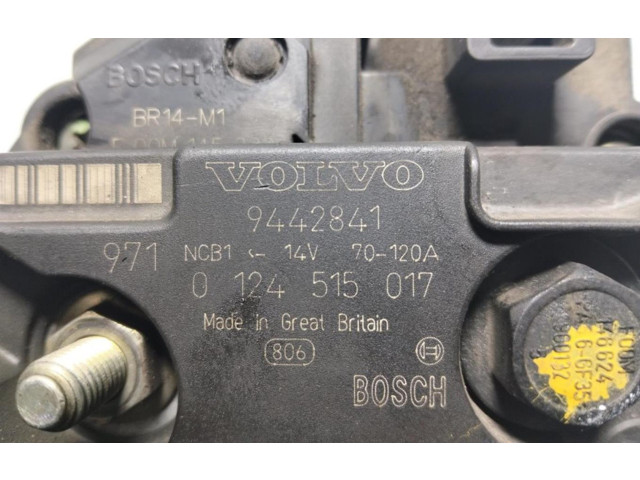 BOSCH
BR14-M1
VOLVO
9442841
971 NCB1 <- 14V 70-120A
0 124 515 017
Made in Great Britain
806
BOSCH